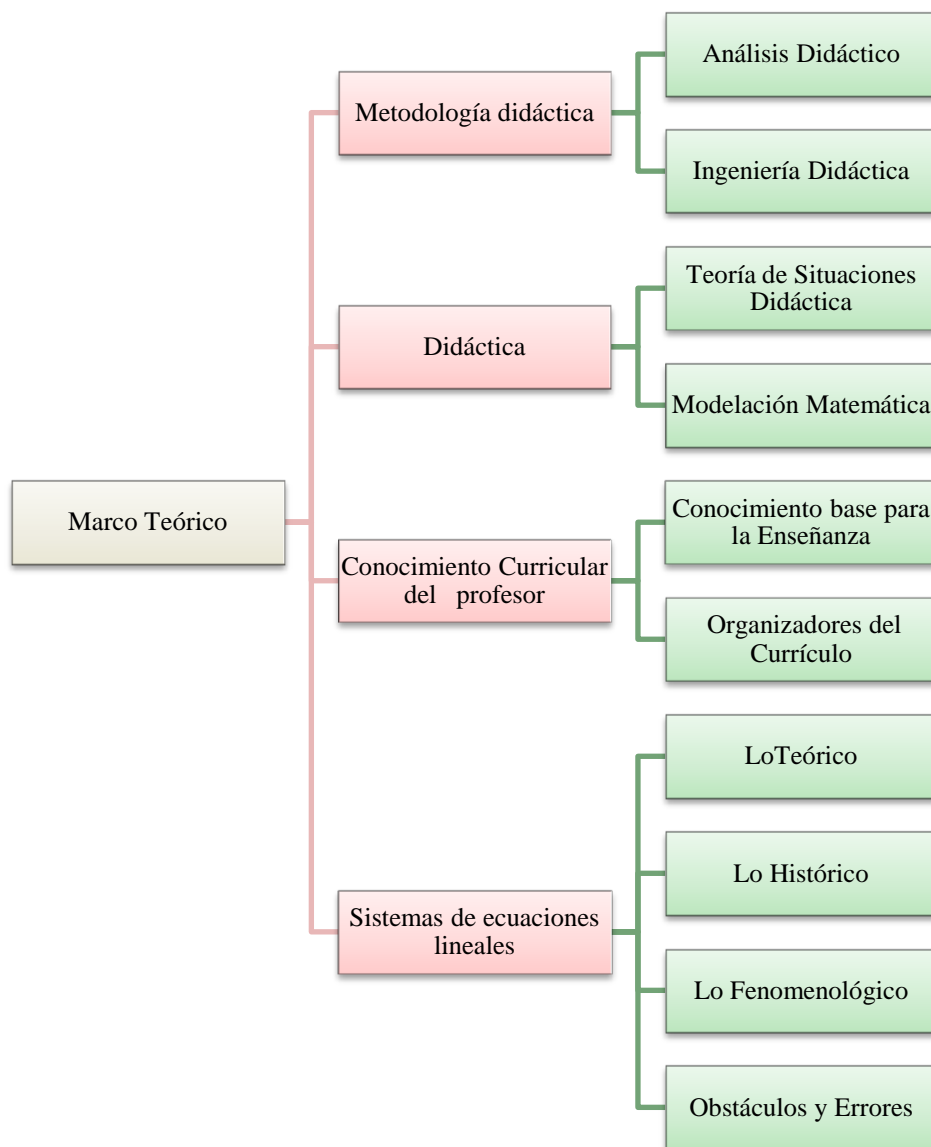 Marco Teórico
Metodología didáctica
Análisis Didáctico
Ingeniería Didáctica
Didáctica
Teoría de Situaciones
Didáctica
Modelación Matemática
Conocimiento Curricular
del profesor
Conocimiento base para
la Enseñanza
Organizadores del
Currículo
Sistemas de ecuaciones
lineales
LoTeórico
Lo Histórico
Lo Fenomenológico
Obstáculos y Errores